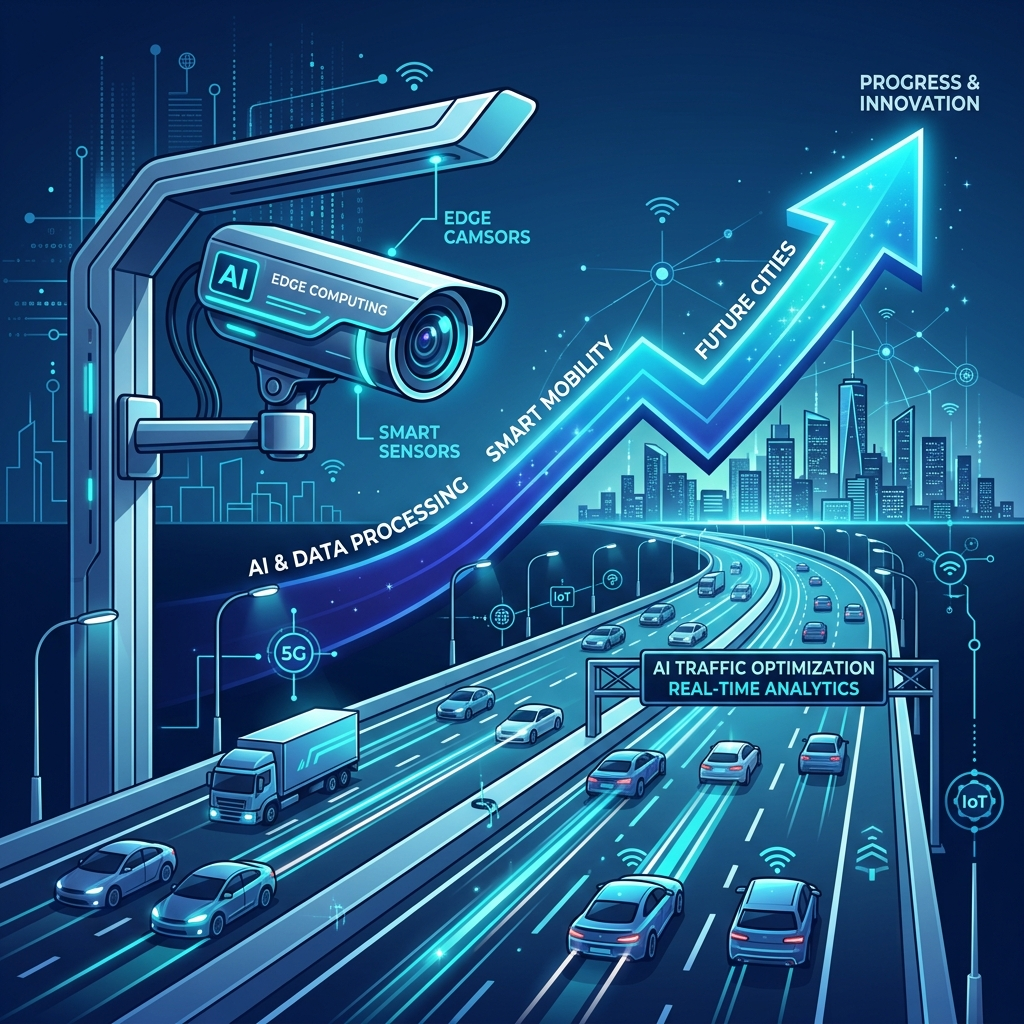 PROGRESS &
INNOVATION
EDGE
CAMSORS
AI
EDGE COMPUTING
FUTURE CITIES
SMART MOBILITY
SMART
SENSORS
AI & DATA PROCESSING
IoT
5G
AI TRAFFIC OPTIMIZATION
REAL-TIME ANALYTICS
IoT